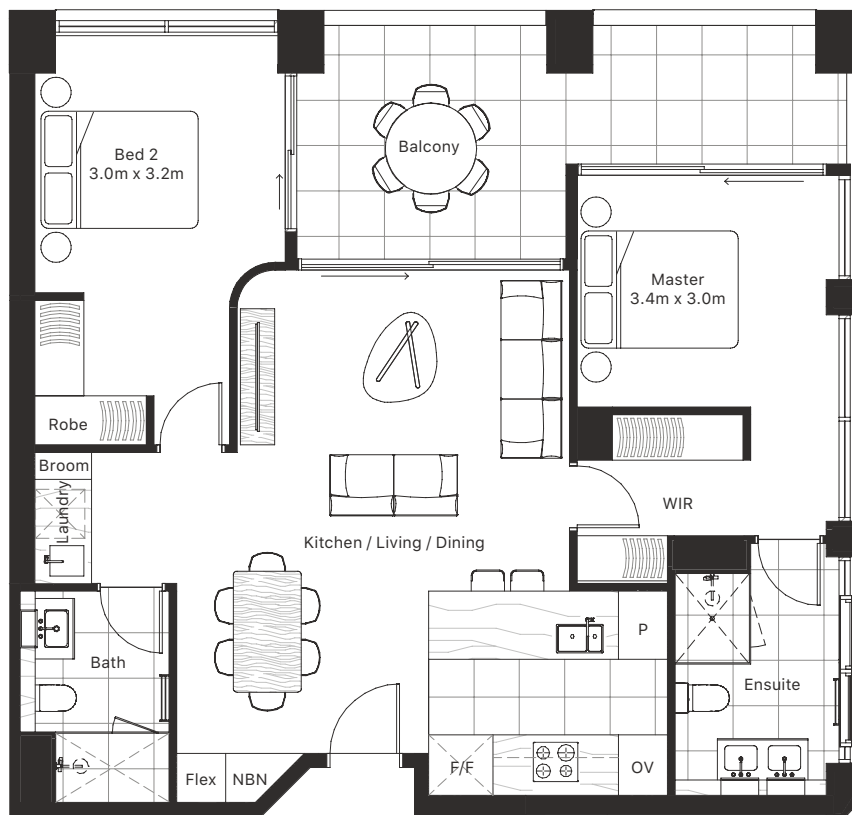 Bed 2
3.0m x 3.2m
Balcony
Master
3.4m x 3.0m
Robe
Broom
Laundry
WIR
Kitchen / Living / Dining
P
Bath
Ensuite
Flex
NBN
F/F
OV